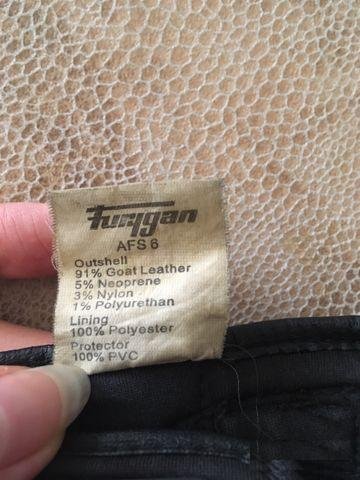 Furygan
AFS 6
Outshell
91% Goat Leather
5% Neoprene
3% Nylon
1% Polyurethan
Lining
100% Polyester
Protector
100% PVC